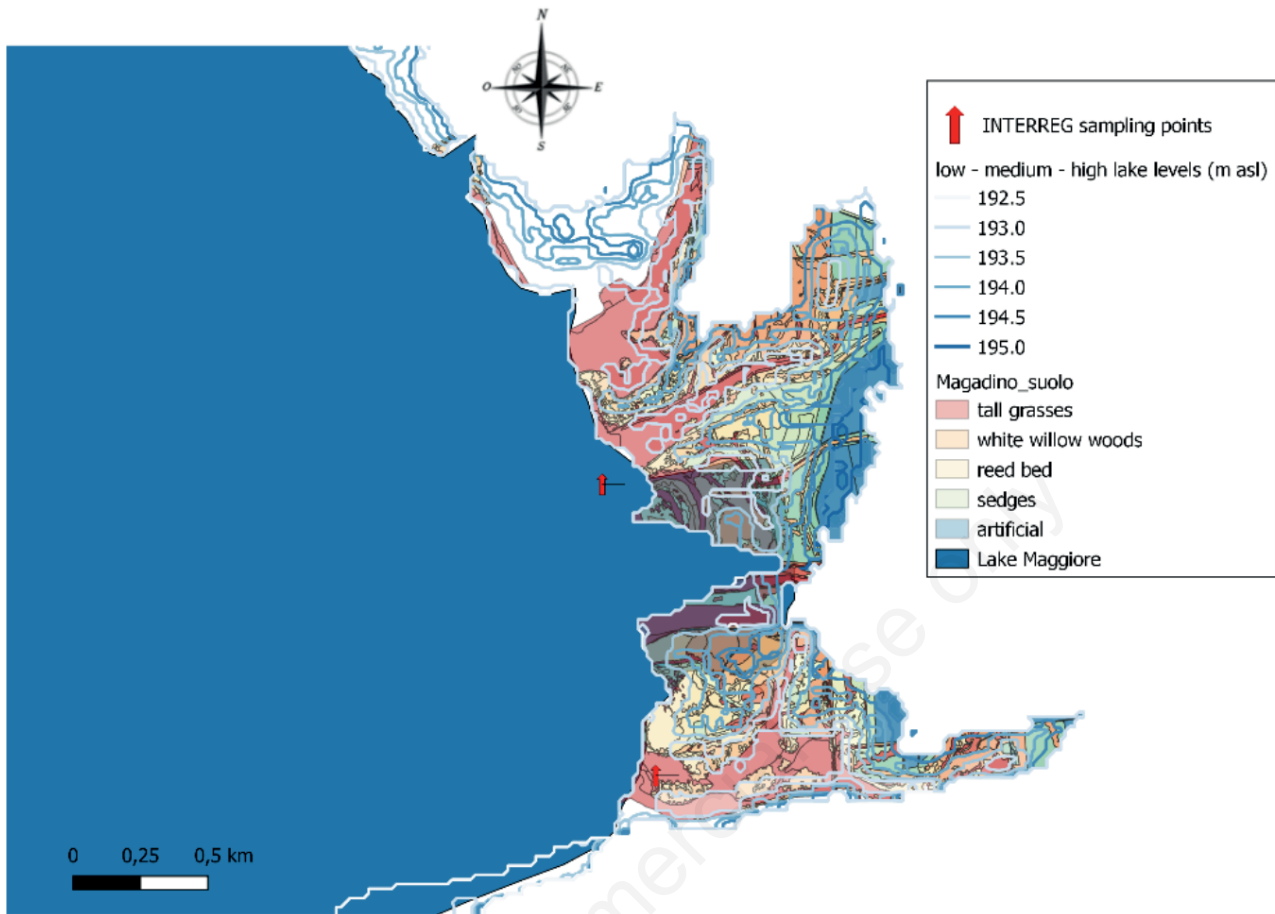 N
O
E
S
INTERREG sampling points
low - medium - high lake levels (m asl)
192.5
193.0
193.5
194.0
194.5
195.0
Magadino_suolo
tall grasses
white willow woods
reed bed
sedges
artificial
Lake Maggiore
0 0,25 0,5 km
only
use